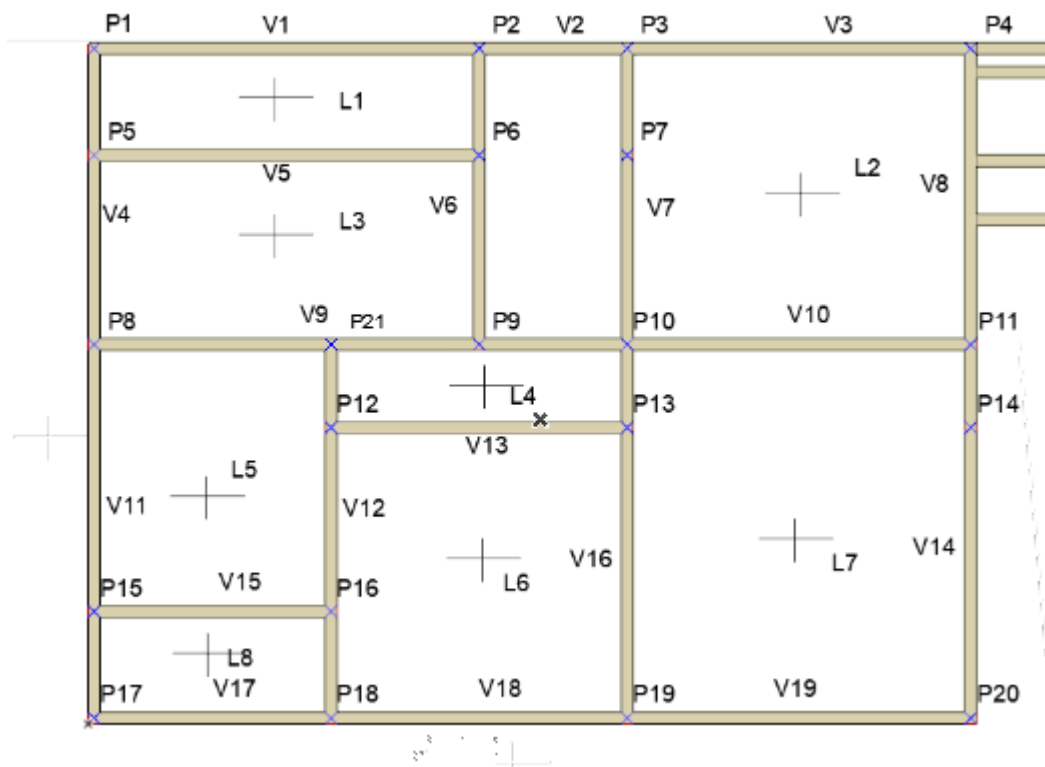 P1 V1 P2 V2 P3 V3 P4
L1
P5 P6 P7
V5 L2
V4 L3 V6 V7 V8
P8 V9 P21 P9 P10 V10 P11
L4
P12 P13 P14
V13
L5
V11 V12 V16 V14
L6 L7
P15 V15 P16
L8
P17 V17 P18 V18 P19 V19 P20